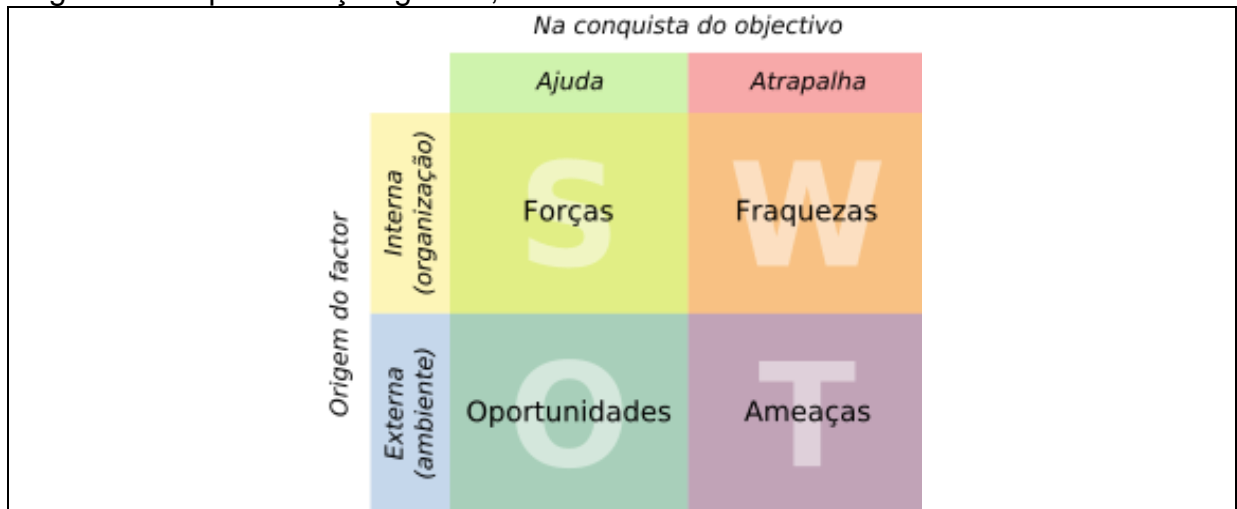 Na conquista do objectivo
Ajuda Atrapalha
Origem do factor
Interna
(organização)
S
Forças
W
Fraquezas
Externa
(ambiente)
O
Oportunidades
T
Ameaças